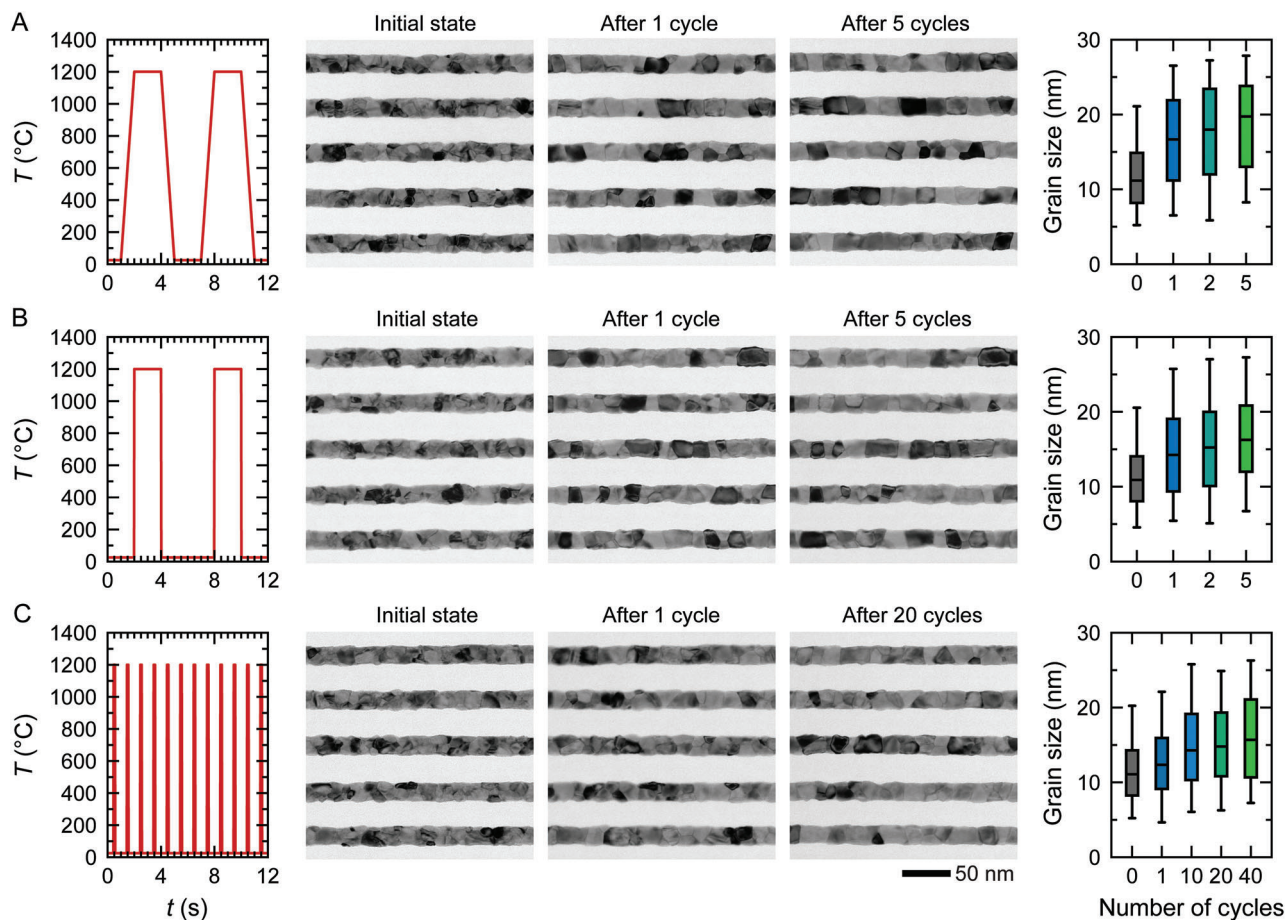 A
Initial state
After 1 cycle
After 5 cycles
T (°C)
1400
1200
1000
800
600
400
200
0
0 4 8 12
Grain size (nm)
30
20
10
0
0 1 2 5
B
Initial state
After 1 cycle
After 5 cycles
T (°C)
1400
1200
1000
800
600
400
200
0
0 4 8 12
Grain size (nm)
30
20
10
0
0 1 2 5
C
Initial state
After 1 cycle
After 20 cycles
T (°C)
1400
1200
1000
800
600
400
200
0
0 4 8 12
t (s)
50 nm
Grain size (nm)
30
20
10
0
0 1 10 20 40
Number of cycles